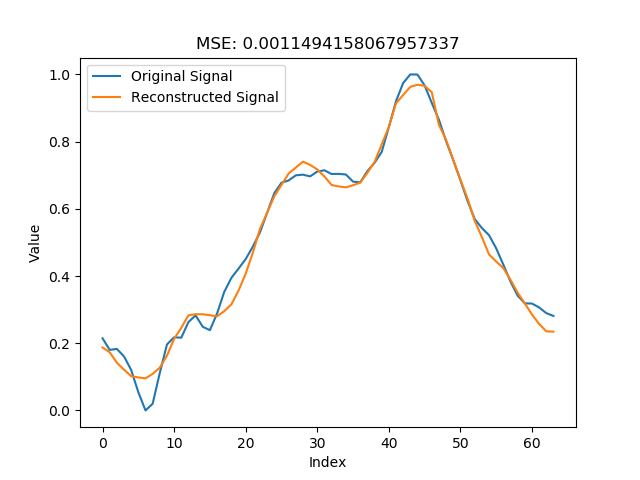 MSE: 0.0011494158067957337
Original Signal
Reconstructed Signal
1.0
0.8
0.6
0.4
0.2
0.0
Value
0 10 20 30 40 50 60
Index